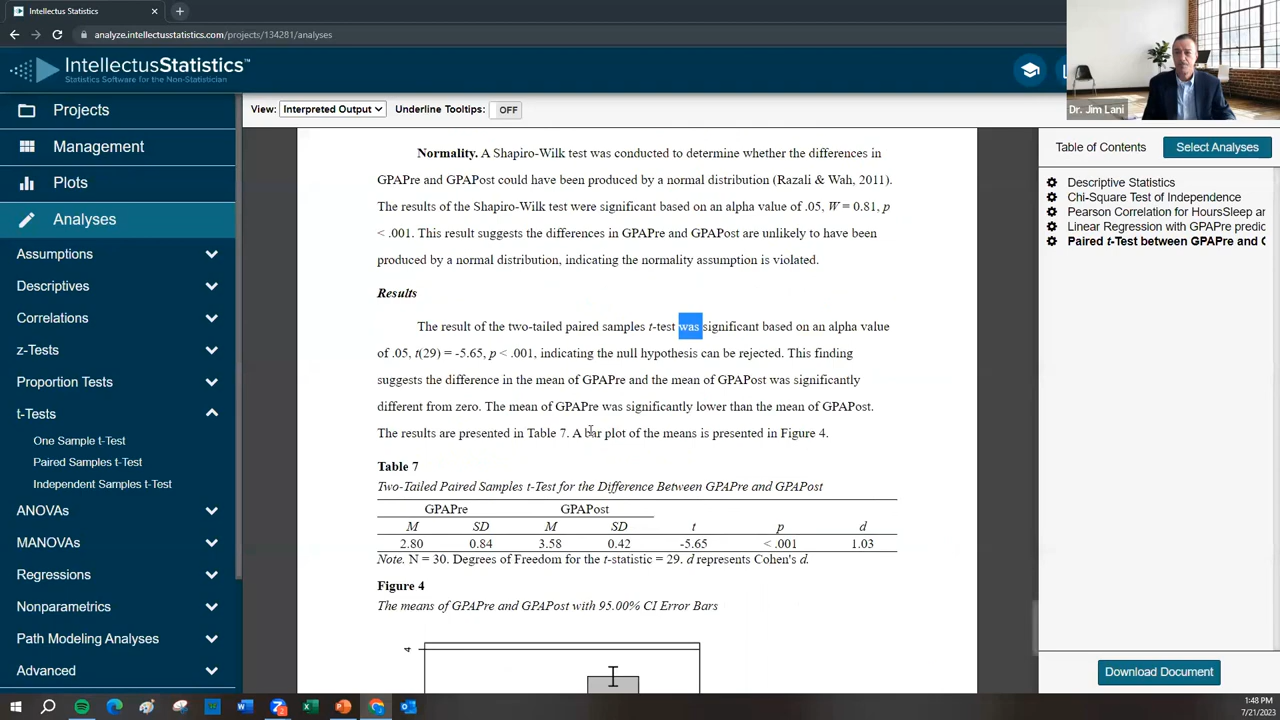 Intellectus Statistics
analyze.intellectusstatistics.com/projects/134281/analyses
IntellectusStatistics™
Statistics Software for the Non-Statistician
Dr. Jim Lani
Projects
Management
Plots
Analyses
Assumptions
Descriptives
Correlations
z-Tests
Proportion Tests
t-Tests
One Sample t-Test
Paired Samples t-Test
Independent Samples t-Test
ANOVAs
MANOVAs
Regressions
Nonparametrics
Path Modeling Analyses
Advanced
View: Interpreted Output Underline Tooltips: OFF
Normality. A Shapiro-Wilk test was conducted to determine whether the differences in
GPAPre and GPAPost could have been produced by a normal distribution (Razali & Wah, 2011).
The results of the Shapiro-Wilk test were significant based on an alpha value of .05, W = 0.81, p
< .001. This result suggests the differences in GPAPre and GPAPost are unlikely to have been
produced by a normal distribution, indicating the normality assumption is violated.
Results
The result of the two-tailed paired samples t-test was significant based on an alpha value
of .05, t(29) = -5.65, p < .001, indicating the null hypothesis can be rejected. This finding
suggests the difference in the mean of GPAPre and the mean of GPAPost was significantly
different from zero. The mean of GPAPre was significantly lower than the mean of GPAPost.
The results are presented in Table 7. A bar plot of the means is presented in Figure 4.
Table 7
Two-Tailed Paired Samples t-Test for the Difference Between GPAPre and GPAPost
GPAPre GPAPost
M SD M SD t p d
2.80 0.84 3.58 0.42 -5.65 < .001 1.03
Note. N = 30. Degrees of Freedom for the t-statistic = 29. d represents Cohen's d.
Figure 4
The means of GPAPre and GPAPost with 95.00% CI Error Bars
4
Table of Contents Select Analyses
Descriptive Statistics
Chi-Square Test of Independence
Pearson Correlation for HoursSleep ar
Linear Regression with GPAPre predic
Paired t-Test between GPAPre and G
Download Document
1:48 PM
7/21/2023